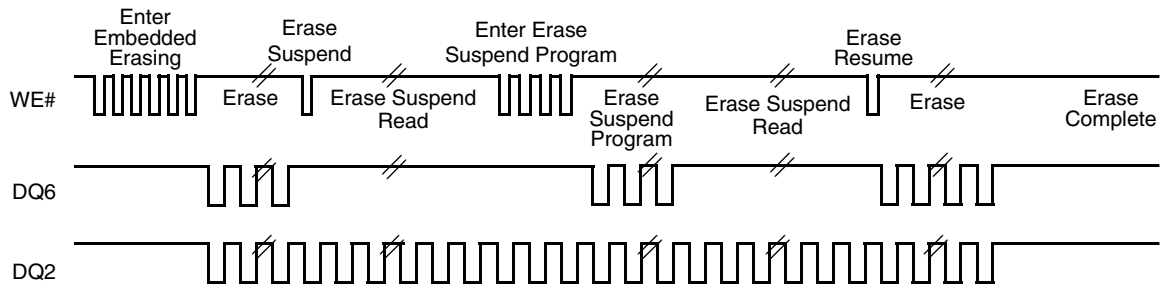 Enter
Embedded
Erasing
Erase
Suspend
Enter Erase
Suspend Program
Erase
Resume
WE#
Erase
Erase Suspend
Read
Erase
Suspend
Program
Erase Suspend
Read
Erase
Erase
Complete
DQ6
DQ2